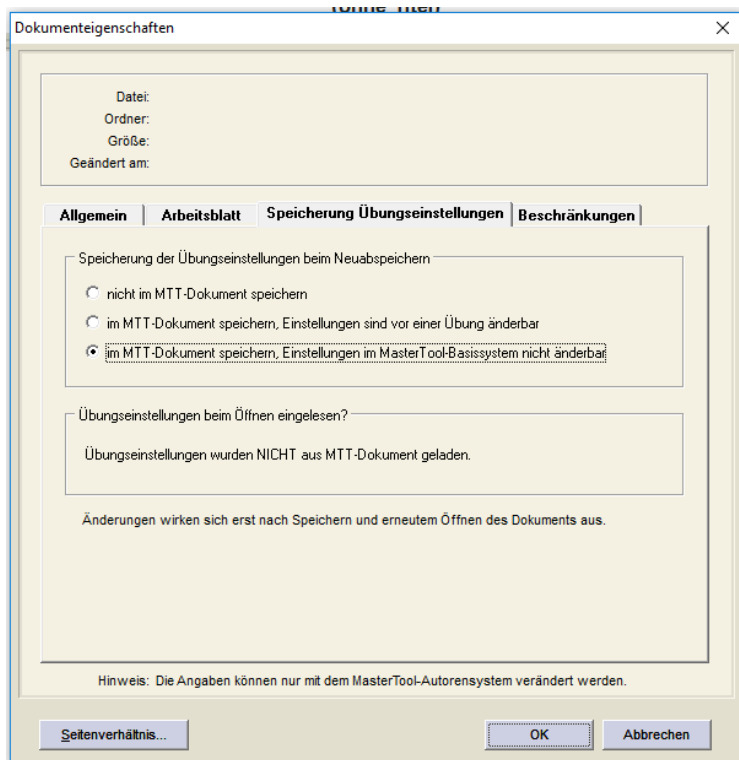 (Ohne Titel)
Dokumenteigenschaften
Datei:
Ordner:
Größe:
Geändert am:
Allgemein Arbeitsblatt Speicherung Übungseinstellungen Beschränkungen
Speicherung der Übungseinstellungen beim Neuabspeichern
nicht im MTT-Dokument speichern
im MTT-Dokument speichern, Einstellungen sind vor einer Übung änderbar
im MTT-Dokument speichern, Einstellungen im MasterTool-Basissystem nicht änderbar
Übungseinstellungen beim Öffnen eingelesen?
Übungseinstellungen wurden NICHT aus MTT-Dokument geladen.
Änderungen wirken sich erst nach Speichern und erneutem Öffnen des Dokuments aus.
Hinweis: Die Angaben können nur mit dem MasterTool-Autorensystem verändert werden.
Seitenverhältnis... OK Abbrechen